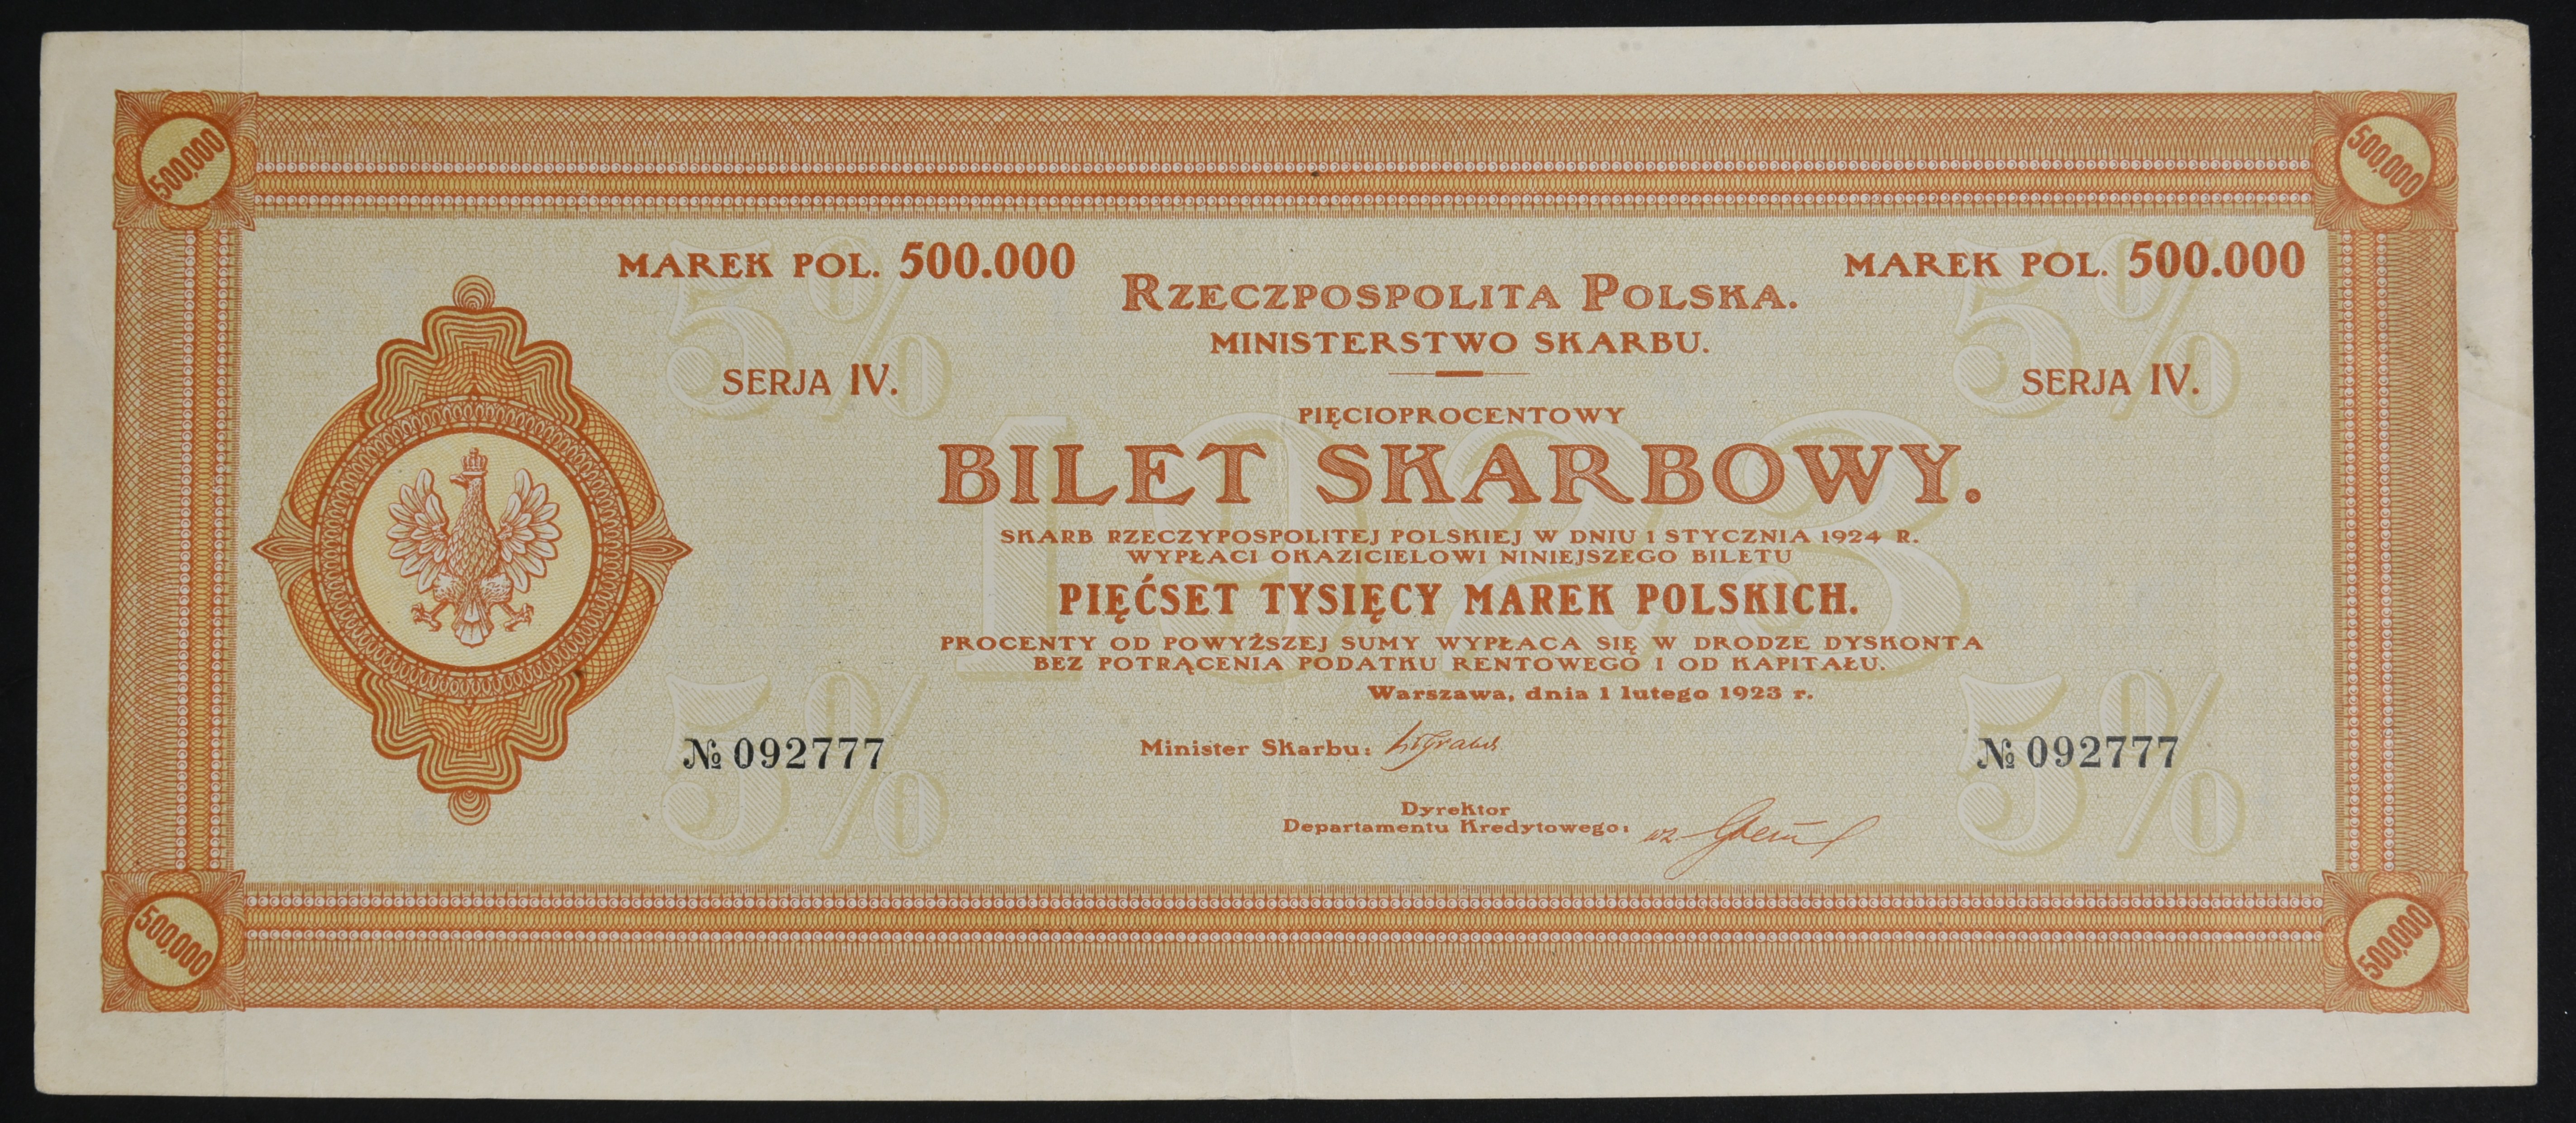 500,000
500,000
MAREK POL. 500.000
MAREK POL. 500.000
RZECZPOSPOLITA POLSKA.
MINISTERSTWO SKARBU.
SERJA IV.
SERJA IV.
5%
5%
PIĘCIOPROCENTOWY
BILET SKARBOWY.
1923
SKARB RZECZYPOSPOLITEJ POLSKIEJ W DNIU 1 STYCZNIA 1924 R.
WYPŁACI OKAZICIELOWI NINIEJSZEGO BILETU
PIĘĆSET TYSIĘCY MAREK POLSKICH.
PROCENTY OD POWYŻSZEJ SUMY WYPŁACA SIĘ W DRODZE DYSKONTA
BEZ POTRĄCENIA PODATKU RENTOWEGO I OD KAPITAŁU.
Warszawa, dnia 1 lutego 1923 r.
№ 092777
№ 092777
5%
5%
Minister Skarbu:
Dyrektor
Departamentu Kredytowego:
500,000
500,000